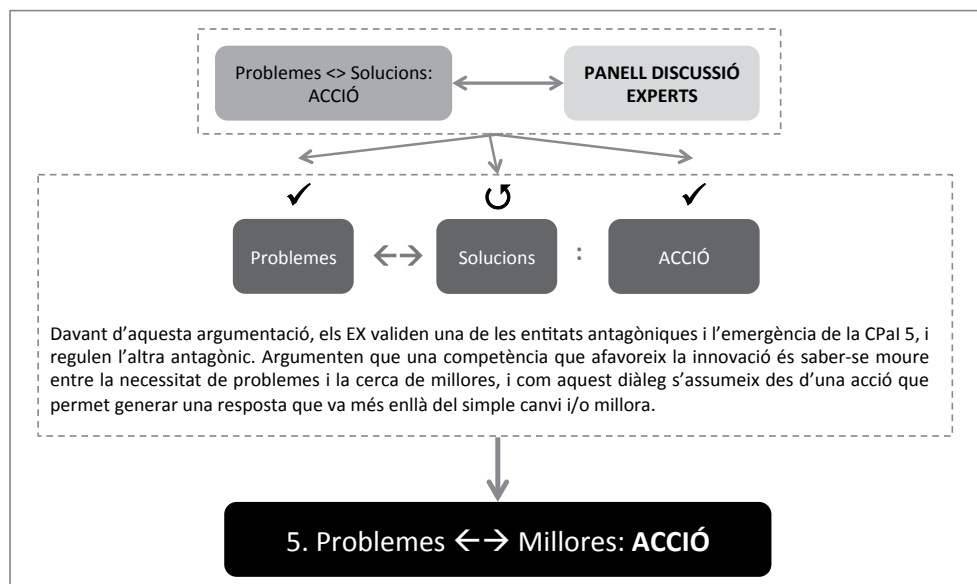 Problemes <> Solucions:
ACCIÓ
PANELL DISCUSSIÓ
EXPERTS
✓ ↺ ✓
Problemes ←→ Solucions : ACCIÓ
Davant d’aquesta argumentació, els EX validen una de les entitats antagòniques i l’emergència de la CPaI 5, i
regulen l’altra antagònic. Argumenten que una competència que afavoreix la innovació és saber-se moure
entre la necessitat de problemes i la cerca de millores, i com aquest diàleg s’assumeix des d’una acció que
permet generar una resposta que va més enllà del simple canvi i/o millora.
5. Problemes ←→ Millores: ACCIÓ